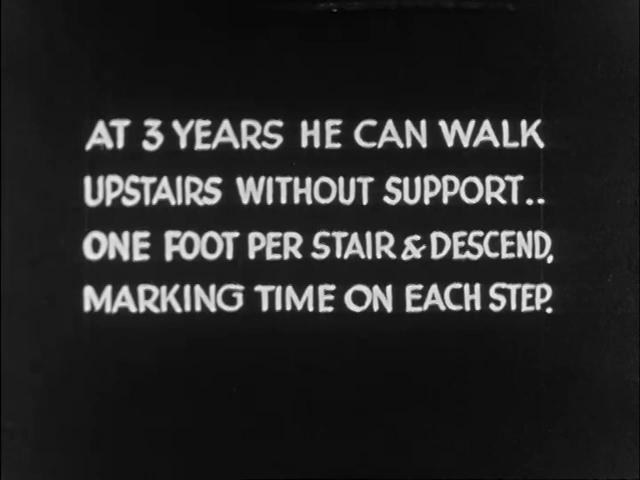 AT 3 YEARS HE CAN WALK
UPSTAIRS WITHOUT SUPPORT..
ONE FOOT PER STAIR & DESCEND,
MARKING TIME ON EACH STEP.